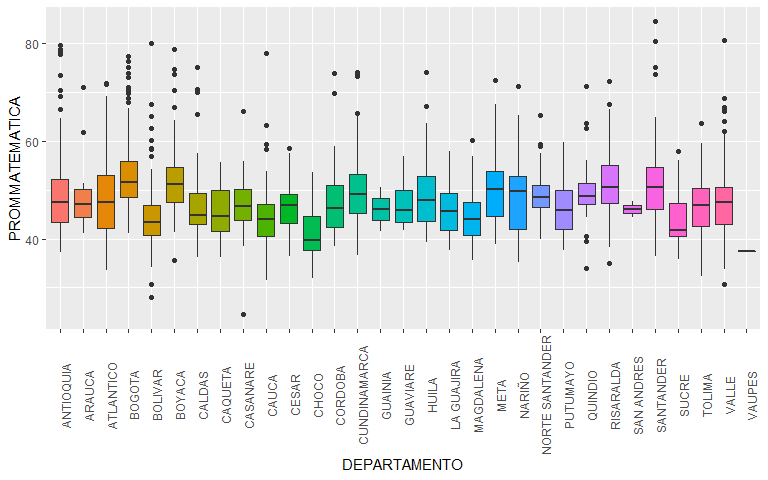 PROMMATEMATICA
80
60
40
ANTIOQUIA
ARAUCA
ATLANTICO
BOGOTA
BOLIVAR
BOYACA
CALDAS
CAQUETA
CASANARE
CAUCA
CESAR
CHOCO
CORDOBA
CUNDINAMARCA
GUAINIA
GUAVIARE
HUILA
LA GUAJIRA
MAGDALENA
META
NARIÑO
NORTE SANTANDER
PUTUMAYO
QUINDIO
RISARALDA
SAN ANDRES
SANTANDER
SUCRE
TOLIMA
VALLE
VAUPES
DEPARTAMENTO